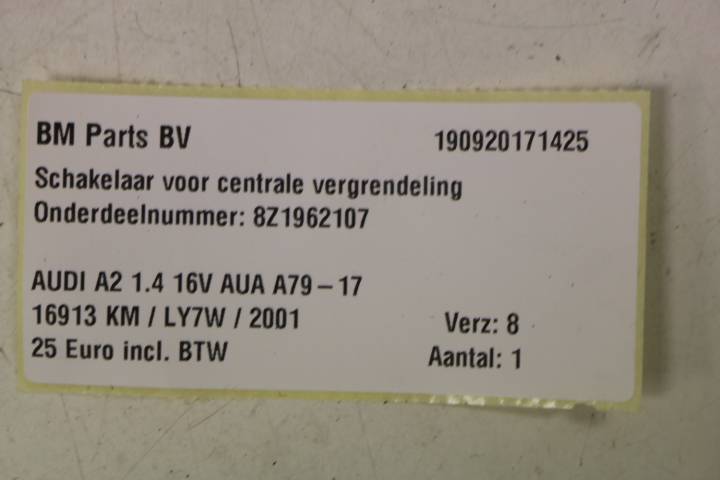 BM Parts BV 190920171425
Schakelaar voor centrale vergrendeling
Onderdeelnummer: 8Z1962107
AUDI A2 1.4 16V AUA A79-17
16913 KM / LY7W / 2001 Verz: 8
25 Euro incl. BTW Aantal: 1